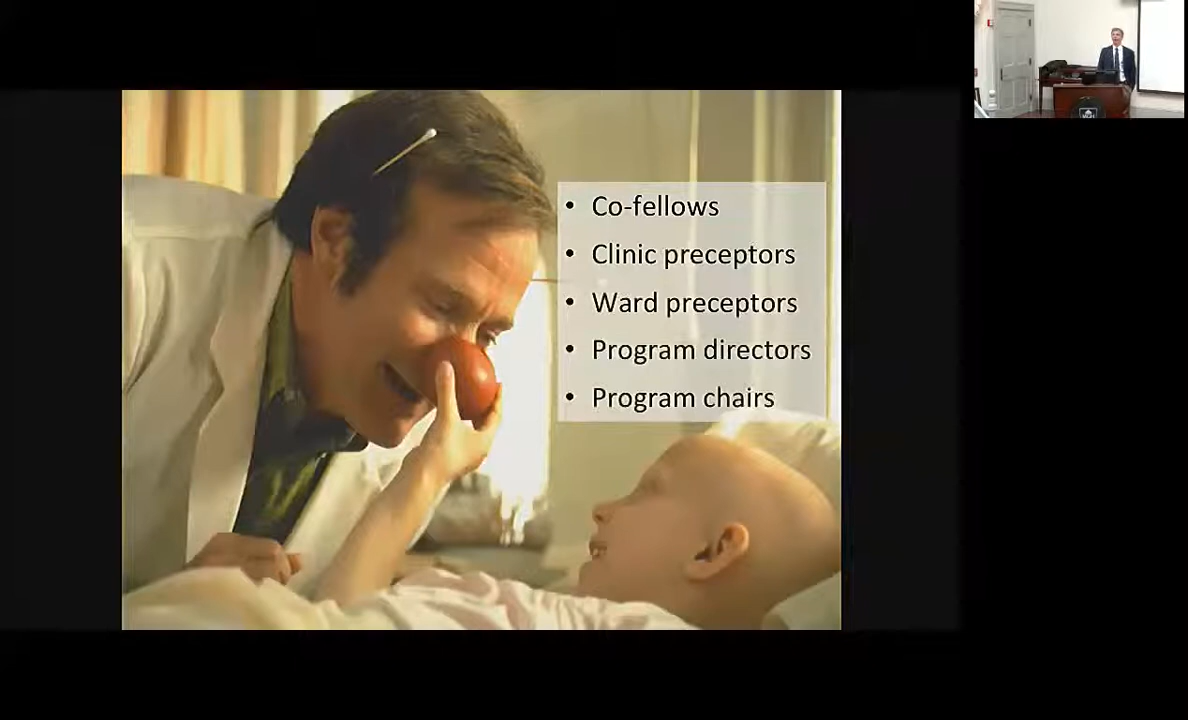 • Co-fellows
• Clinic preceptors
• Ward preceptors
• Program directors
• Program chairs